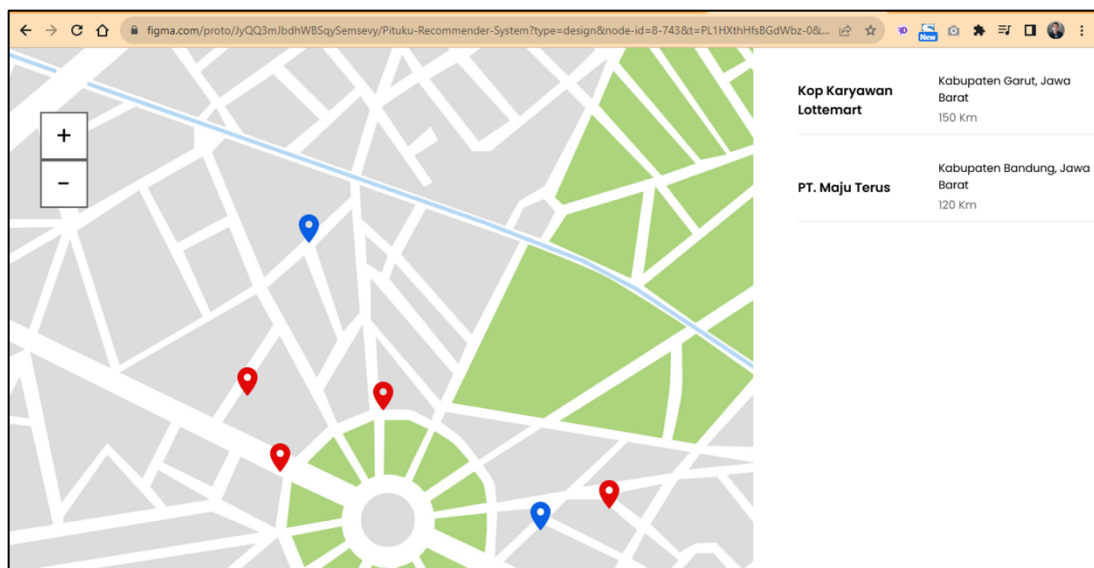 figma.com/proto/JyQQ3mJbdhWBSqySemsevy/Pituku-Recommender-System?type=design&node-id=8-743&t=PL1HXthHfsBGdWbz-0&...
New
+
−
Kop Karyawan
Lottemart
Kabupaten Garut, Jawa
Barat
150 Km
PT. Maju Terus
Kabupaten Bandung, Jawa
Barat
120 Km